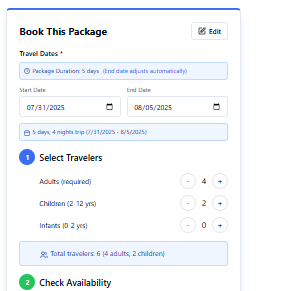 Book This Package
Edit
Travel Dates *
Package Duration: 5 days (End date adjusts automatically)
Start Date
End Date
07/31/2025
08/05/2025
5 days, 4 nights trip (7/31/2025 - 8/5/2025)
1 Select Travelers
Adults (required)
- 4 +
Children (2-12 yrs)
- 2 +
Infants (0-2 yrs)
- 0 +
Total travelers: 6 (4 adults, 2 children)
2 Check Availability